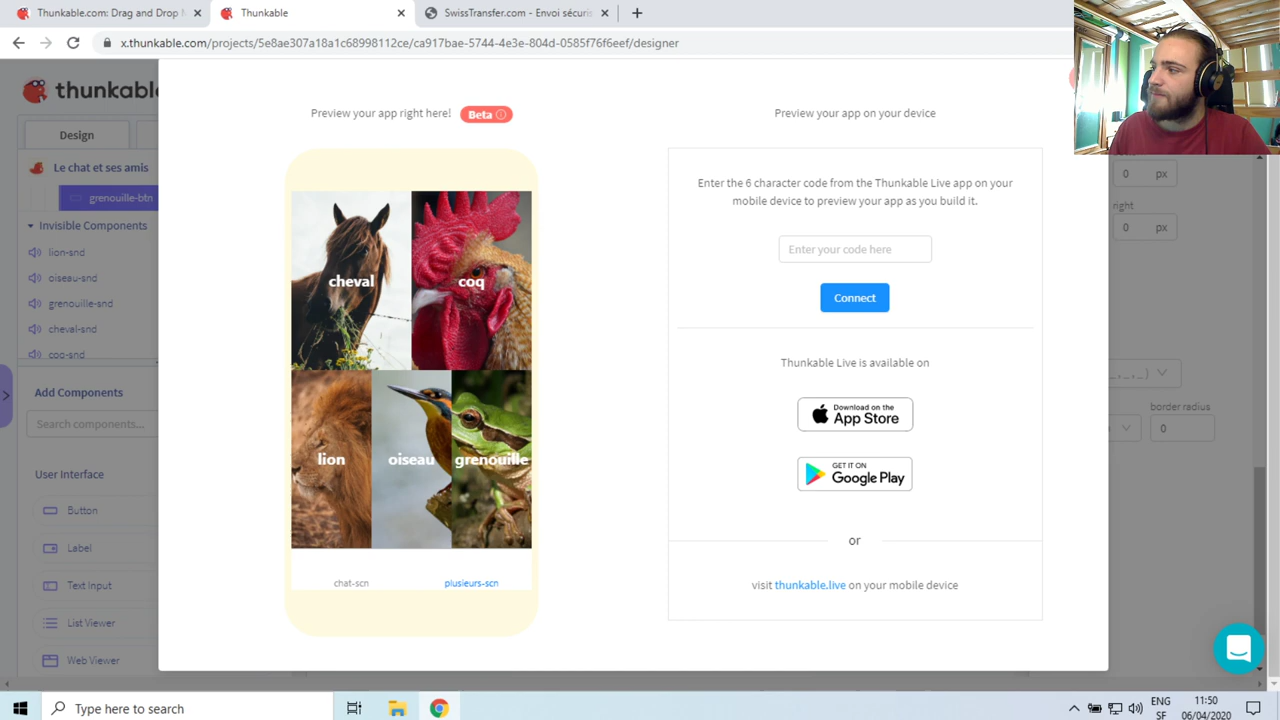 Thunkable.com: Drag and Drop
Thunkable
SwissTransfer.com - Envoi sécuris
x.thunkable.com/projects/5e8ae307a18a1c68998112ce/ca917bae-5744-4e3e-804d-0585f76f6eef/designer
thunkable
Design
Le chat et ses amis
grenouille-btn
Invisible Components
lion-snd
oiseau-snd
grenouille-snd
cheval-snd
coq-snd
Add Components
Search components...
User Interface
Button
Label
Text Input
List Viewer
Web Viewer
Preview your app right here! Beta
cheval
coq
lion
oiseau
grenouille
chat-scn
plusieurs-scn
Preview your app on your device
Enter the 6 character code from the Thunkable Live app on your
mobile device to preview your app as you build it.
Enter your code here
Connect
Thunkable Live is available on
Download on the
App Store
GET IT ON
Google Play
or
visit thunkable.live on your mobile device
0 px
right
0 px
border radius
0
Type here to search
ENG
SF
11:50
06/04/2020